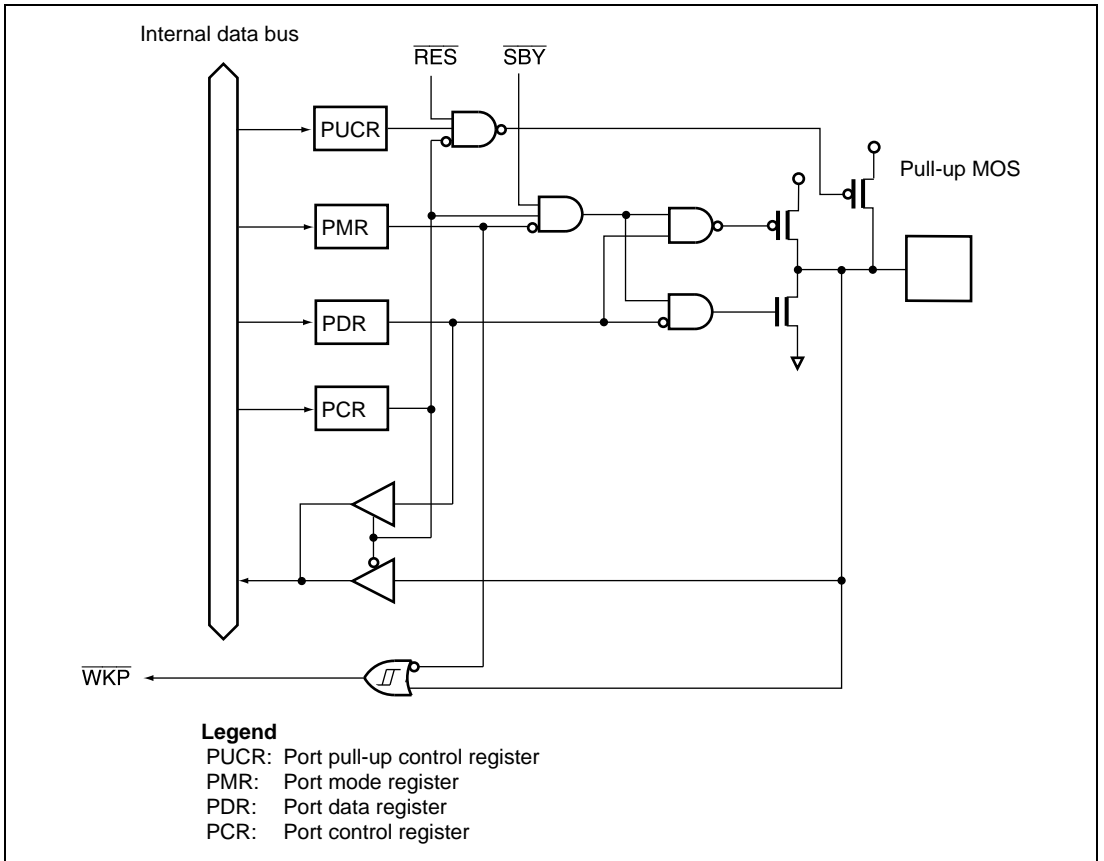 Internal data bus
RES
SBY
PUCR
Pull-up MOS
PMR
PDR
PCR
WKP
Legend
PUCR: Port pull-up control register
PMR: Port mode register
PDR: Port data register
PCR: Port control register